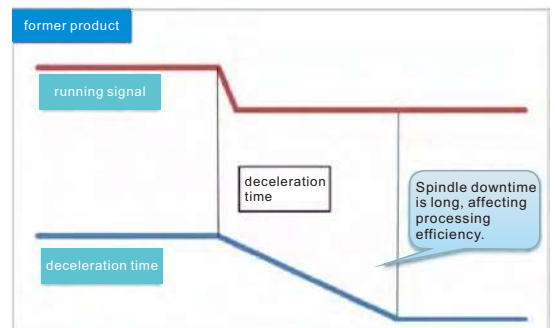 former product
running signal
deceleration
time
Spindle downtime
is long, affecting
processing
efficiency.
deceleration time